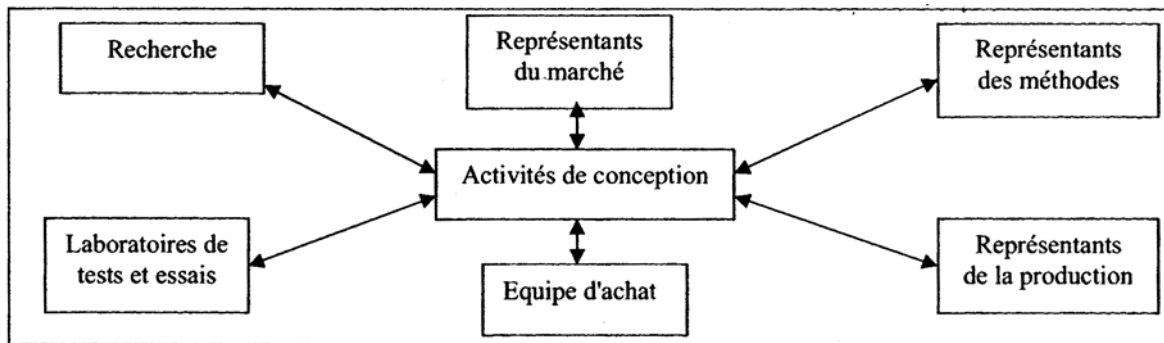 Recherche
Représentants
du marché
Représentants
des méthodes
Activités de conception
Laboratoires de
tests et essais
Equipe d'achat
Représentants
de la production